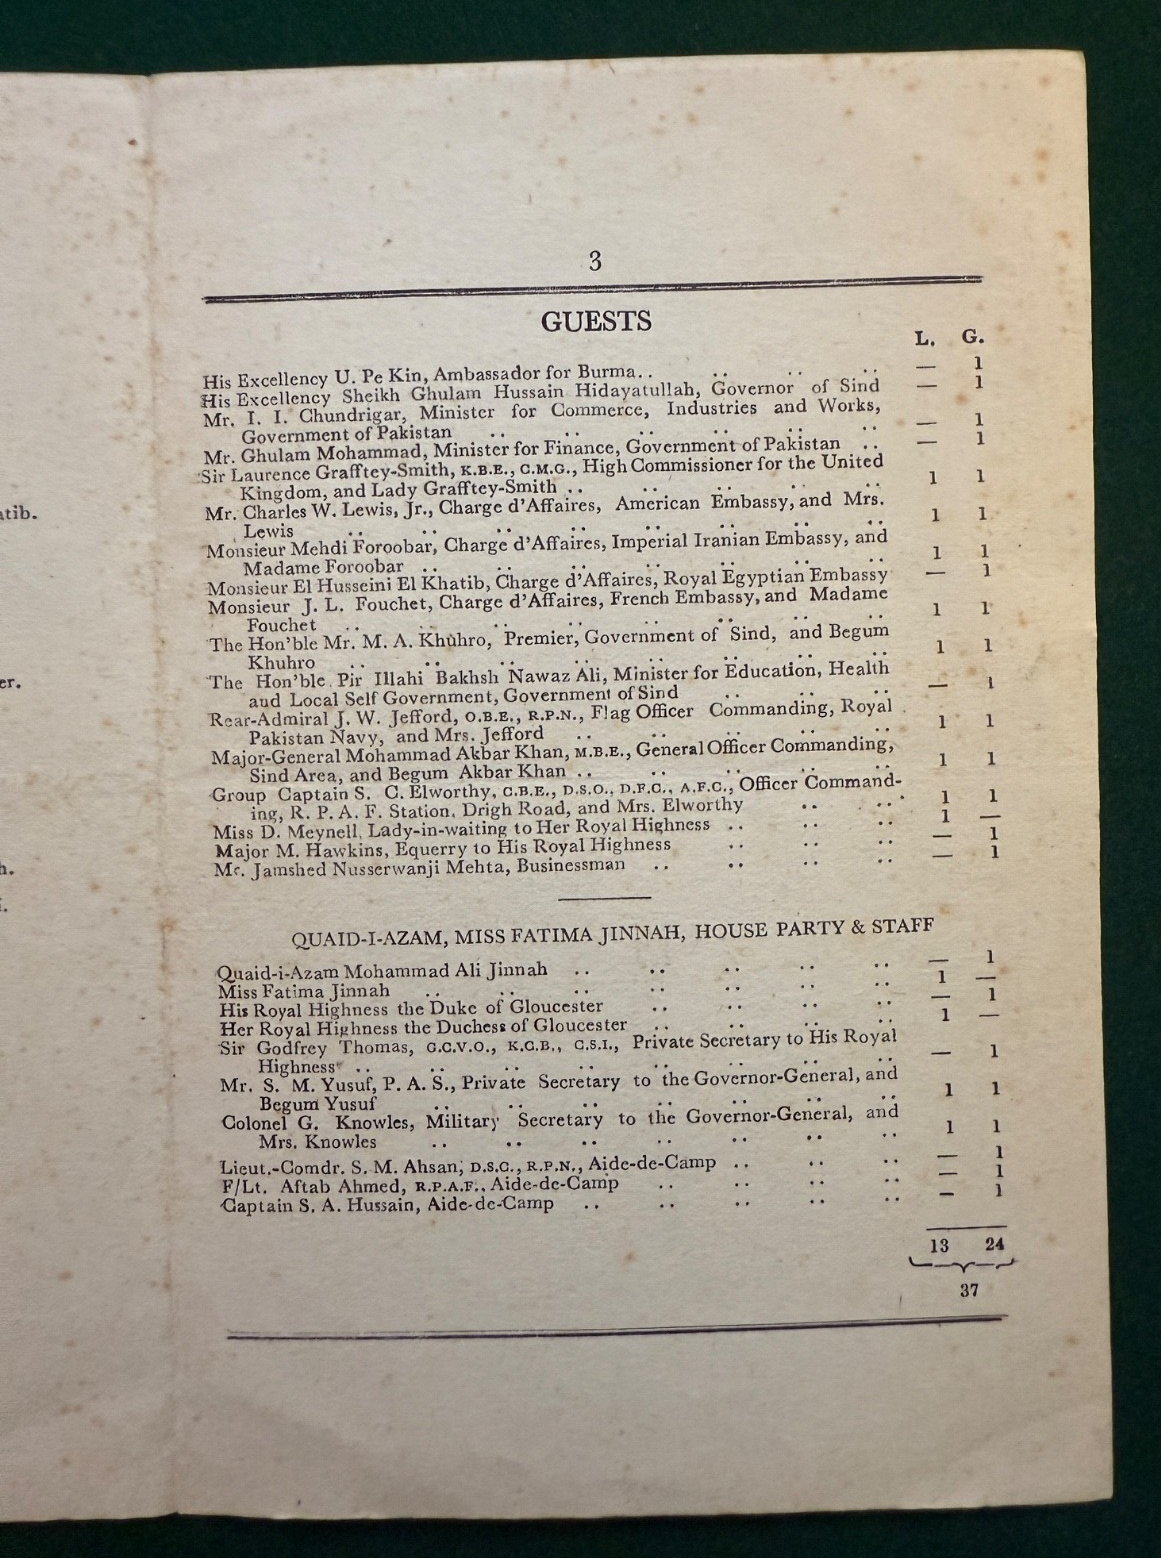 3
GUESTS
L. G.
His Excellency U. Pe Kin, Ambassador for Burma.. .. .. .. — 1
His Excellency Sheikh Ghulam Hussain Hidayatullah, Governor of Sind — 1
Mr. I. I. Chundrigar, Minister for Commerce, Industries and Works,
Government of Pakistan .. .. .. .. .. .. — 1
Mr. Ghulam Mohammad, Minister for Finance, Government of Pakistan .. — 1
Sir Laurence Grafftey-Smith, K.B.E., C.M.G., High Commissioner for the United
Kingdom, and Lady Grafftey-Smith .. .. .. .. .. 1 1
Mr. Charles W. Lewis, Jr., Charge d'Affaires, American Embassy, and Mrs.
Lewis .. .. .. .. .. .. .. .. 1 1
Monsieur Mehdi Foroobar, Charge d'Affaires, Imperial Iranian Embassy, and
Madame Foroobar .. .. .. .. .. .. .. 1 1
Monsieur El Husseini El Khatib, Charge d'Affaires, Royal Egyptian Embassy — 1
Monsieur J. L. Fouchet, Charge d'Affaires, French Embassy, and Madame
Fouchet .. .. .. .. .. .. .. .. 1 1
The Hon'ble Mr. M. A. Khuhro, Premier, Government of Sind, and Begum
Khuhro .. .. .. .. .. .. .. .. 1 1
The Hon'ble Pir Illahi Bakhsh Nawaz Ali, Minister for Education, Health
and Local Self Government, Government of Sind .. .. .. — 1
Rear-Admiral J. W. Jefford, O.B.E., R.P.N., Flag Officer Commanding, Royal
Pakistan Navy, and Mrs. Jefford .. .. .. .. .. 1 1
Major-General Mohammad Akbar Khan, M.B.E., General Officer Commanding,
Sind Area, and Begum Akbar Khan .. .. .. .. .. 1 1
Group Captain S. C. Elworthy, C.B.E., D.S.O., D.F.C., A.F.C., Officer Command-
ing, R. P. A. F. Station, Drigh Road, and Mrs. Elworthy .. .. 1 1
Miss D. Meynell, Lady-in-waiting to Her Royal Highness .. .. .. 1 —
Major M. Hawkins, Equerry to His Royal Highness .. .. .. — 1
Mr. Jamshed Nusserwanji Mehta, Businessman .. .. .. .. — 1
QUAID-I-AZAM, MISS FATIMA JINNAH, HOUSE PARTY & STAFF
Quaid-i-Azam Mohammad Ali Jinnah .. .. .. .. .. — 1
Miss Fatima Jinnah .. .. .. .. .. .. .. 1 —
His Royal Highness the Duke of Gloucester .. .. .. .. — 1
Her Royal Highness the Duchess of Gloucester .. .. .. .. 1 —
Sir Godfrey Thomas, G.C.V.O., K.C.B., C.S.I., Private Secretary to His Royal
Highness .. .. .. .. .. .. .. .. — 1
Mr. S. M. Yusuf, P. A. S., Private Secretary to the Governor-General, and
Begum Yusuf .. .. .. .. .. .. .. 1 1
Colonel G. Knowles, Military Secretary to the Governor-General, and
Mrs. Knowles .. .. .. .. .. .. .. 1 1
Lieut.-Comdr. S. M. Ahsan, D.S.C., R.P.N., Aide-de-Camp .. .. .. — 1
F/Lt. Aftab Ahmed, R.P.A.F., Aide-de-Camp .. .. .. .. — 1
Captain S. A. Hussain, Aide-de-Camp .. .. .. .. .. — 1
13 24
37